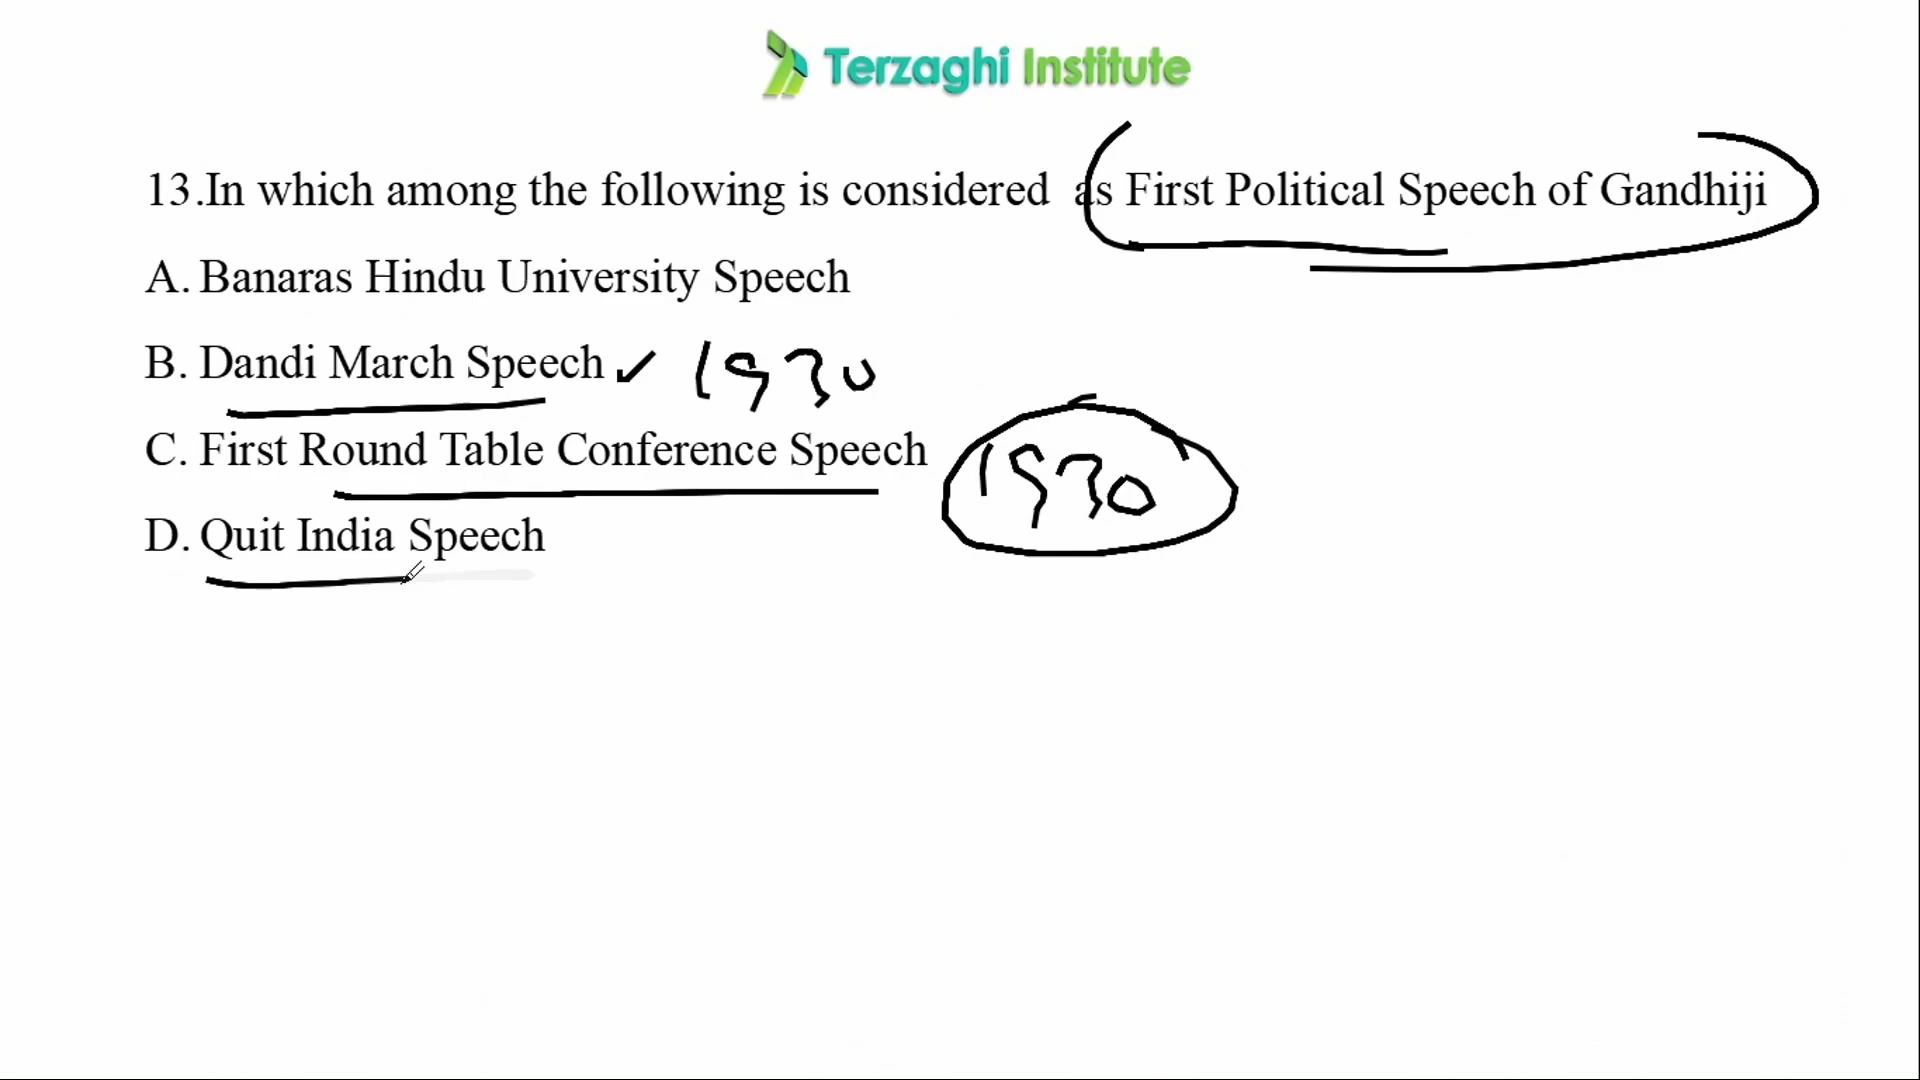 Terzaghi Institute
13.In which among the following is considered as First Political Speech of Gandhiji
A. Banaras Hindu University Speech
B. Dandi March Speech ✓ 1930
C. First Round Table Conference Speech 1930
D. Quit India Speech